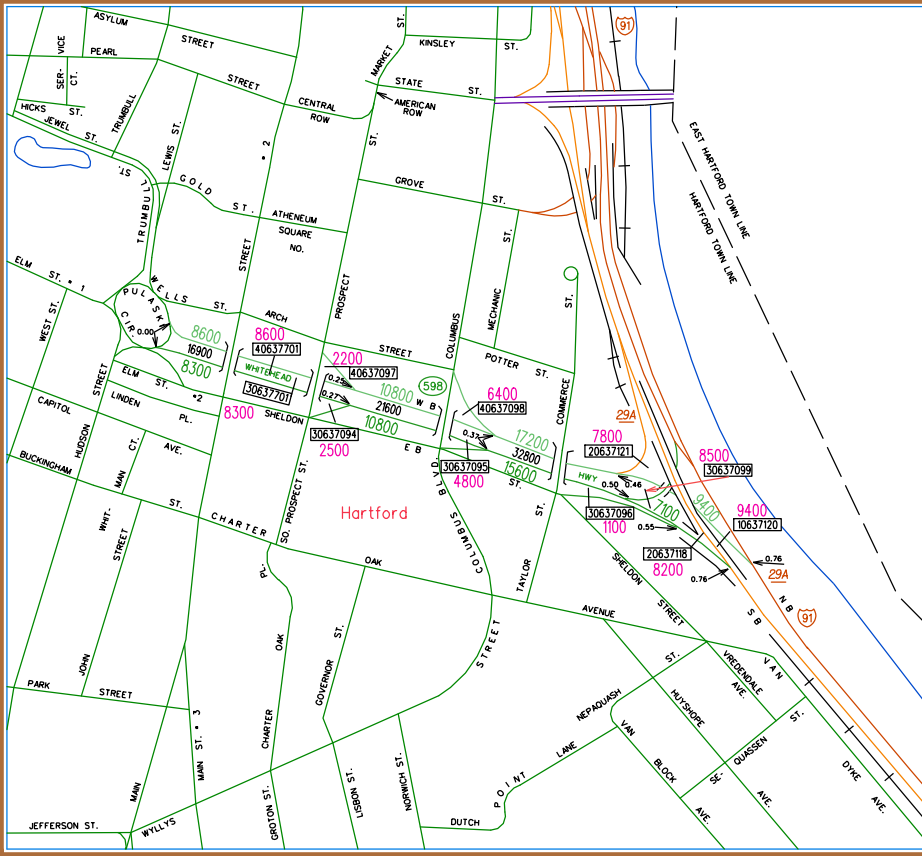 ASYLUM
STREET
VICE
PEARL
SER-
CT.
STREET
MARKET
ST.
KINSLEY
ST.
91
STATE
ST.
AMERICAN
ROW
CENTRAL
ROW
HICKS
ST.
JEWEL
ST.
TRUMBULL
LEWIS
ST.
* 2
ST.
ST.
TRUMBULL
GOLD
ST.
ATHENEUM
SQUARE
NO.
GROVE
ST.
EAST HARTFORD TOWN LINE
HARTFORD TOWN LINE
STREET
PROSPECT
MECHANIC
ST.
ST.
ELM
ST. * 1
WEST ST.
PULASKI
CIR.
0.00
WELLS
ST.
ARCH
STREET
COLUMBUS
POTTER
ST.
COMMERCE
8600
16900
8300
8600
40637701
WHITEHEAD
30637701
8300
2200
40637097
0.25
0.27
10800
W B
21600
10800
598
E B
30637094
2500
6400
40637098
0.37
17200
32800
15600
30637095
4800
29A
7800
20637121
8500
30637099
HWY
0.50
0.46
9400
7100
30637096
1100
0.55
9400
10637120
20637118
8200
0.76
0.76
29A
N B
S B
91
ELM
ST.
*2
LINDEN
PL.
SHELDON
ST.
CAPITOL
AVE.
HUDSON
STREET
BUCKINGHAM
ST.
MAN
CT.
WHIT-
STREET
CHARTER
OAK
AVENUE
SO. PROSPECT ST.
Hartford
COLUMBUS BLVD.
TAYLOR
ST.
SHELDON
STREET
PL.
OAK
CHARTER
GOVERNOR
ST.
STREET
JOHN
PARK
STREET
MAIN ST. * 3
MAIN
JEFFERSON ST.
WYLLYS
GROTON ST.
LISBON ST.
NORWICH ST.
DUTCH
POINT
LANE
NEPAQUASH
ST.
HUYSHOPE
AVE.
VREDENDALE
AVE.
VAN
DYKE
AVE.
VAN
BLOCK
AVE.
SE-
QUASSEN
ST.